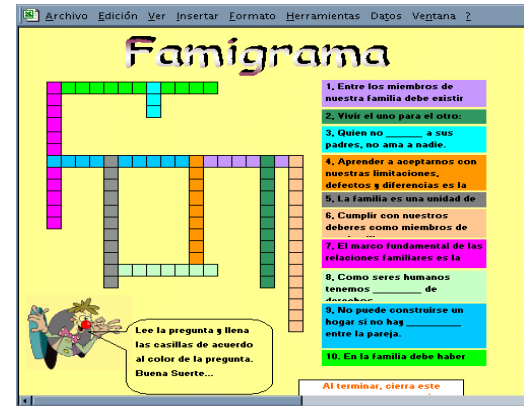 Archivo Edición Ver Insertar Formato Herramientas Datos Ventana ?
Famigrama
1, Entre los miembros de
nuestra familia debe existir
2, Vivir el uno para el otro:
3, Quien no _______ a sus
padres, no ama a nadie.
4, Aprender a aceptarnos con
nuestras limitaciones,
defectos y diferencias es la
5, La familia es una unidad de
6, Cumplir con nuestros
deberes como miembros de
7, El marco fundamental de las
relaciones familiares es la
8, Como seres humanos
tenemos _________ de
derechos
9, No puede construirse un
hogar si no hay _________
entre la pareja.
10, En la familia debe haber
Lee la pregunta y llena
las casillas de acuerdo
al color de la pregunta.
Buena Suerte...
Al terminar, cierra este